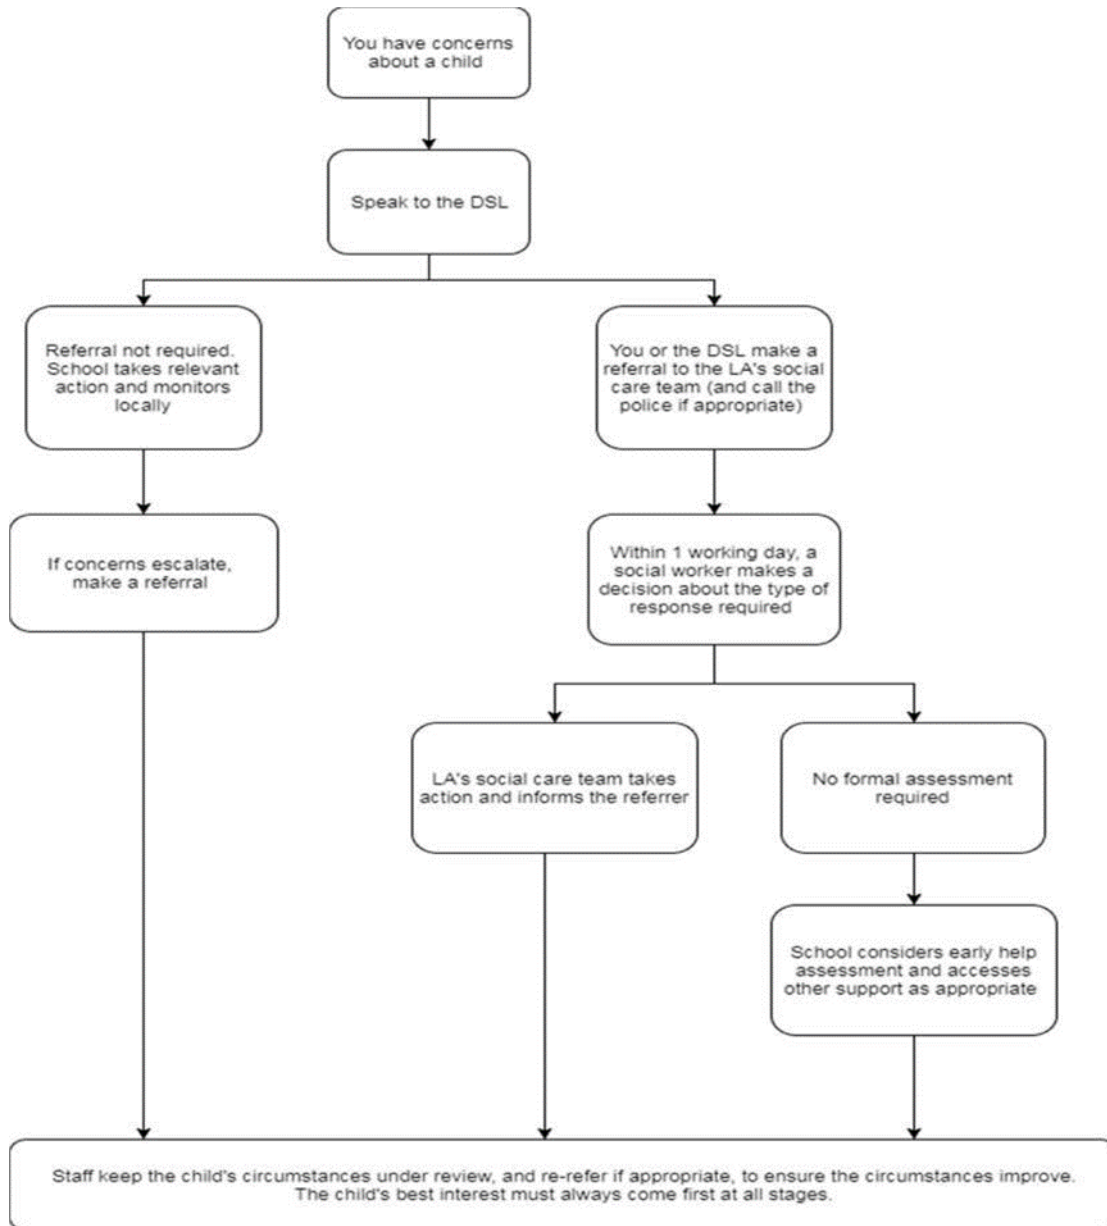 You have concerns
about a child
Speak to the DSL
Referral not required.
School takes relevant
action and monitors
locally
You or the DSL make a
referral to the LA's social
care team (and call the
police if appropriate)
If concerns escalate,
make a referral
Within 1 working day, a
social worker makes a
decision about the type of
response required
LA's social care team takes
action and informs the referrer
No formal assessment
required
School considers early help
assessment and accesses
other support as appropriate
Staff keep the child's circumstances under review, and re-refer if appropriate, to ensure the circumstances improve.
The child's best interest must always come first at all stages.